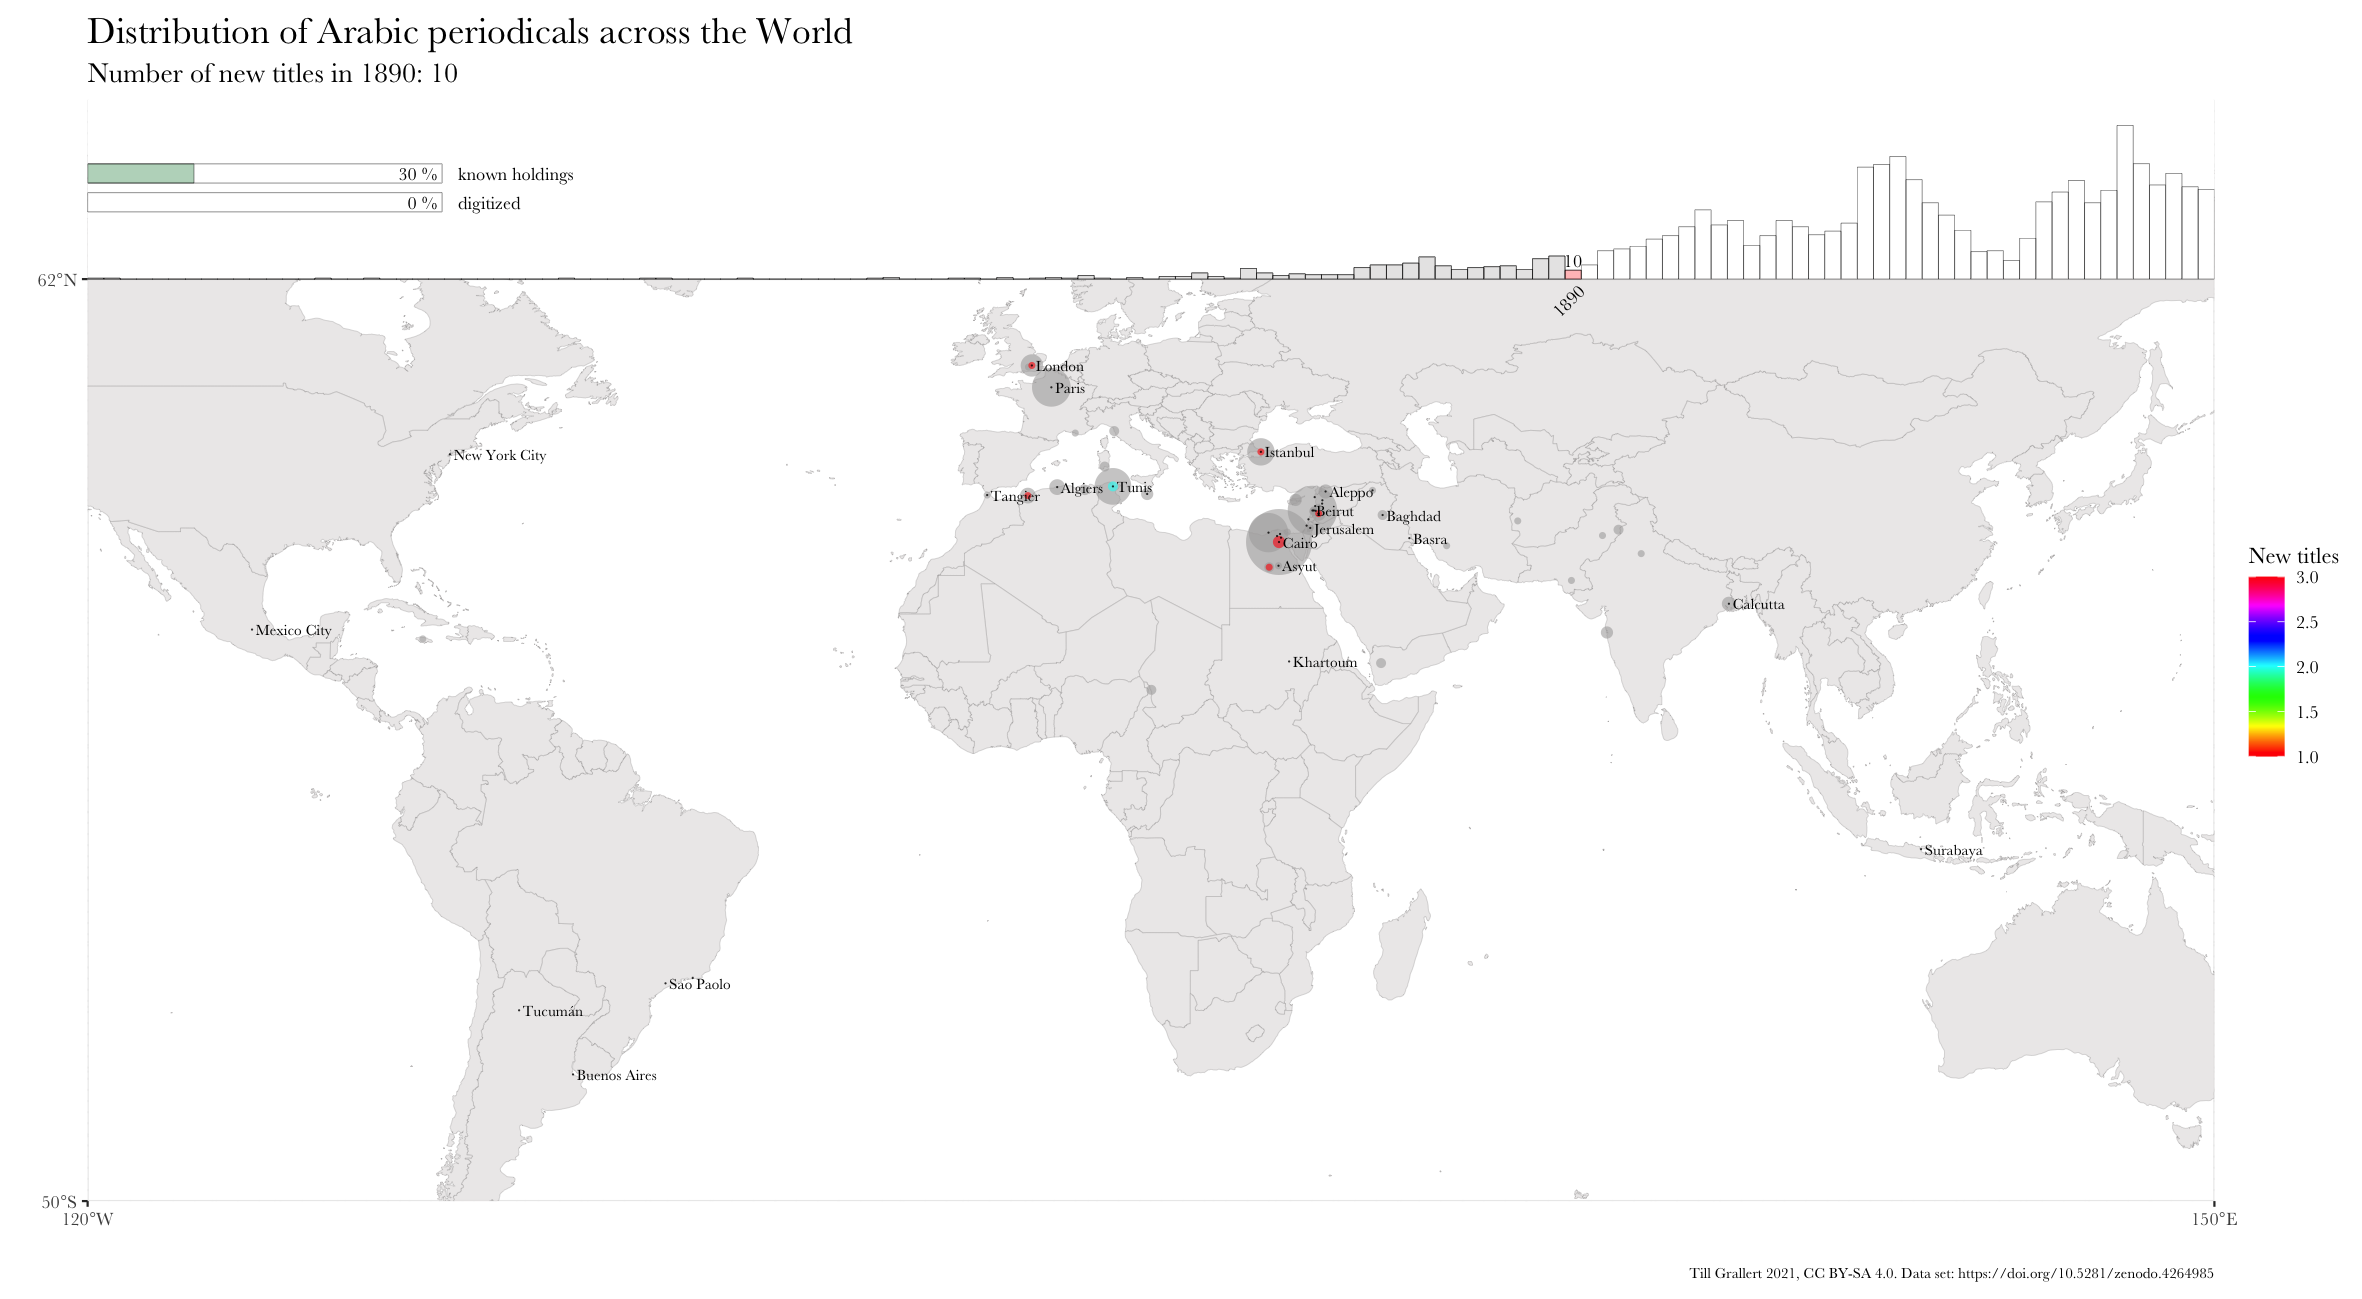 Distribution of Arabic periodicals across the World
Number of new titles in 1890: 10
30 % known holdings
0 % digitized
10
1890
62°N
London
Paris
New York City
Istanbul
Tangier
Algiers
Tunis
Aleppo
Beirut
Baghdad
Jerusalem
Basra
Cairo
Asyut
Calcutta
Mexico City
Khartoum
Surabaya
Sao Paolo
Tucumán
Buenos Aires
New titles
3.0
2.5
2.0
1.5
1.0
50°S
120°W
150°E
Till Grallert 2021, CC BY-SA 4.0. Data set: https://doi.org/10.5281/zenodo.4264985